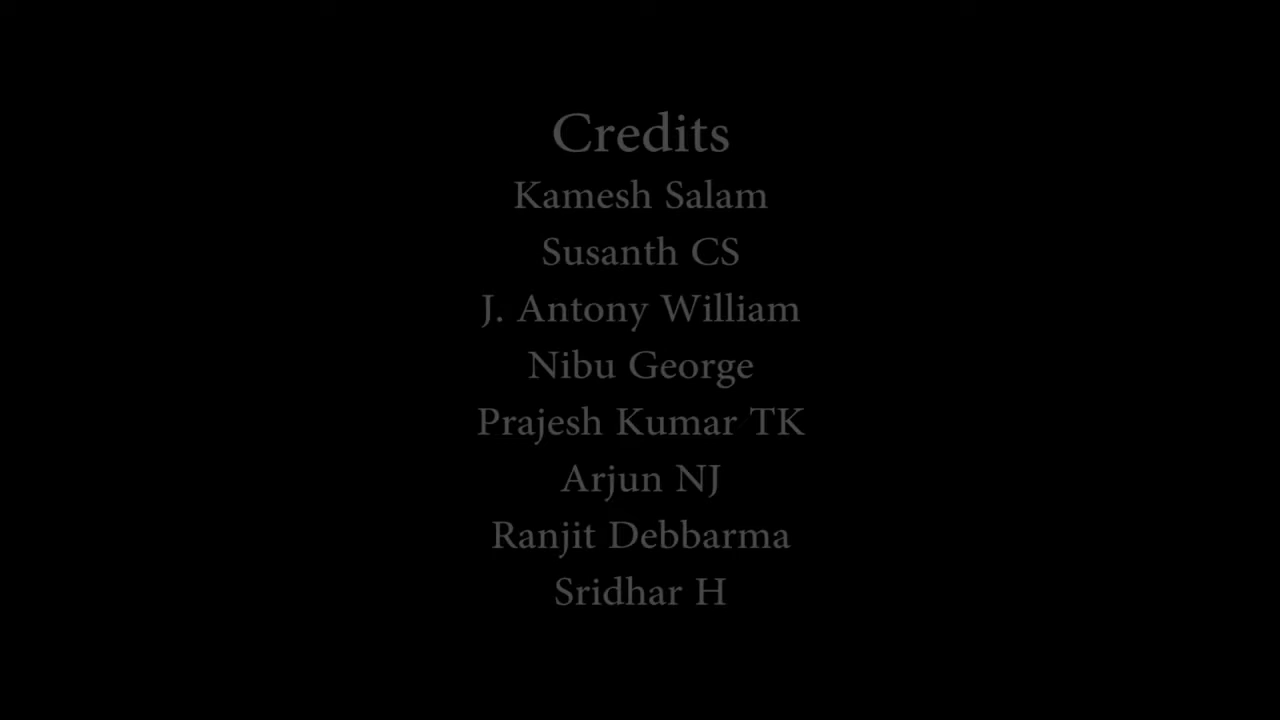 Credits
Kamesh Salam
Susanth CS
J. Antony William
Nibu George
Prajesh Kumar TK
Arjun NJ
Ranjit Debbarma
Sridhar H